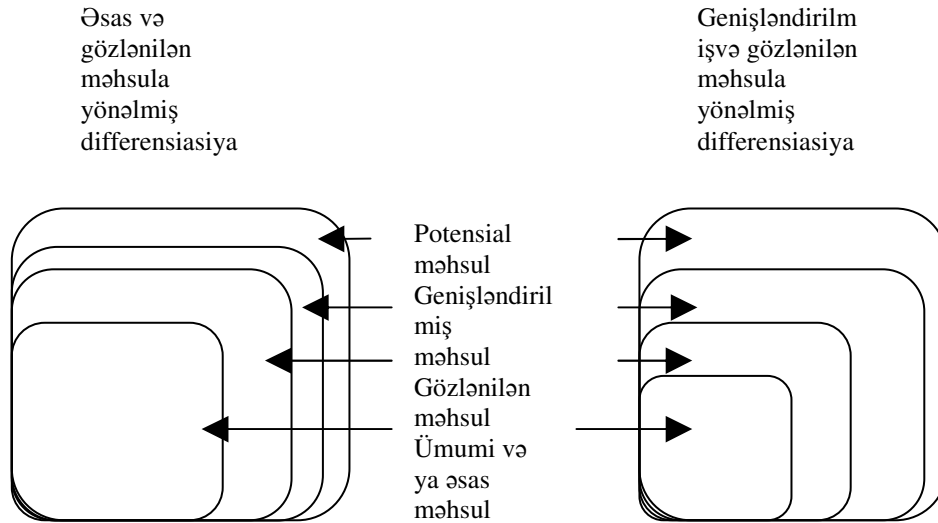 Əsas və
gözlənilən
məhsula
yönəlmiş
differensiasiya
Genişləndirilm
işvə gözlənilən
məhsula
yönəlmiş
differensiasiya
Potensial
məhsul
Genişləndiril
miş
məhsul
Gözlənilən
məhsul
Ümumi və
ya əsas
məhsul